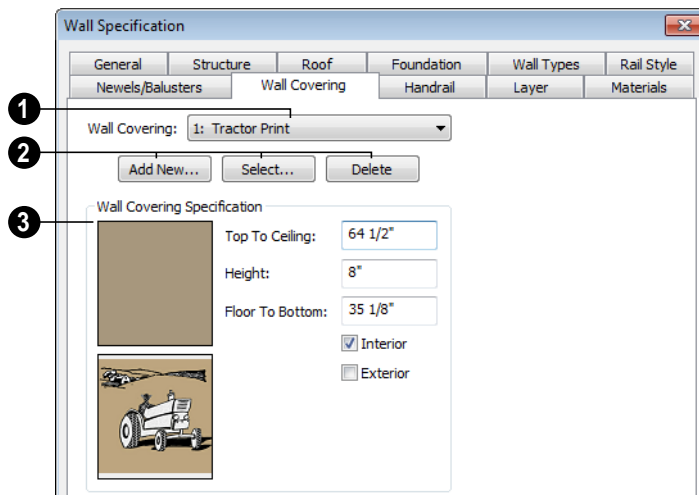 Wall Specification
General Structure Roof Foundation Wall Types Rail Style
Newels/Balusters Wall Covering Handrail Layer Materials
1
Wall Covering: 1: Tractor Print
2
Add New... Select... Delete
3
Wall Covering Specification
Top To Ceiling: 64 1/2"
Height: 8"
Floor To Bottom: 35 1/8"
Interior
Exterior